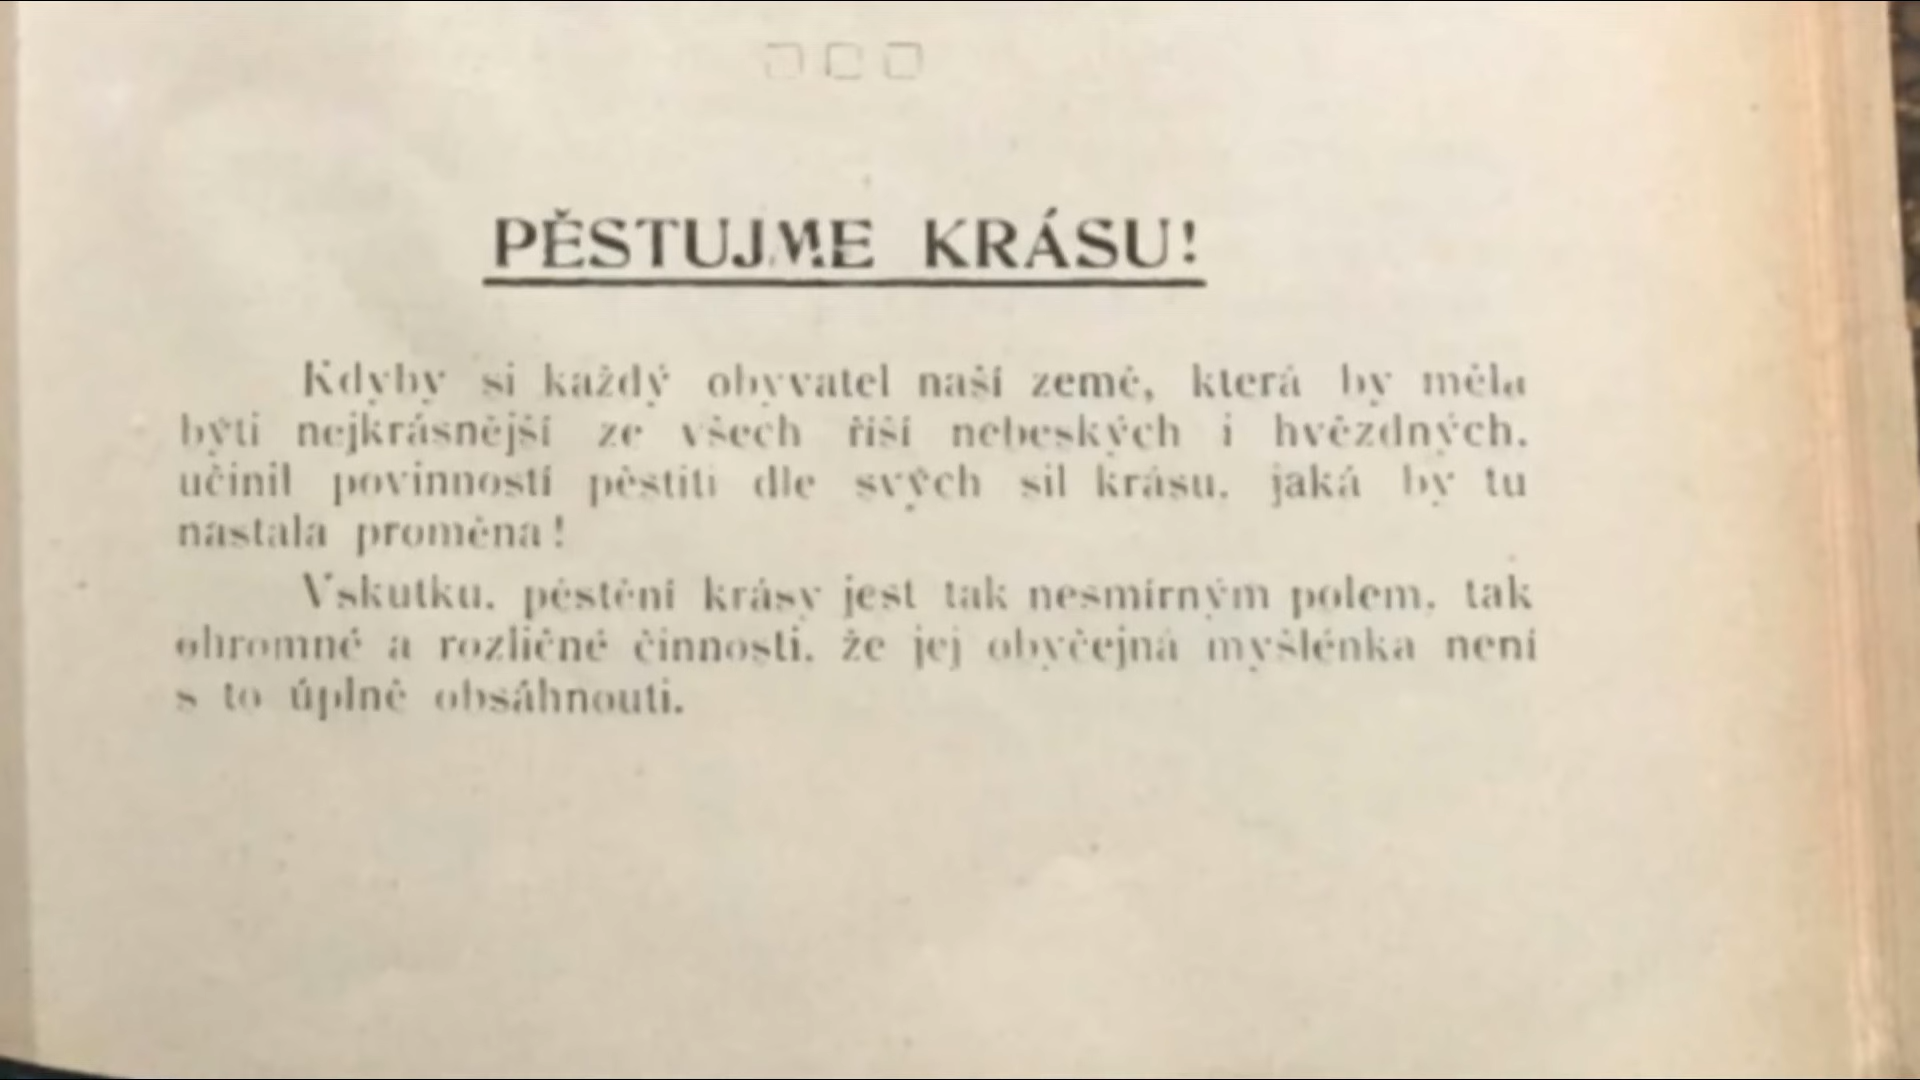 PĚSTUJME KRÁSU!
Kdyby si každý obyvatel naší země, která by měla
býti nejkrásnější ze všech říší nebeských i hvězdných,
učinil povinností pěstiti dle svých sil krásu, jaká by tu
nastala proměna!
Vskutku, pěstění krásy jest tak nesmírným polem, tak
ohromné a rozličné činnosti, že jej obyčejná myšlénka není
s to úplně obsáhnouti.